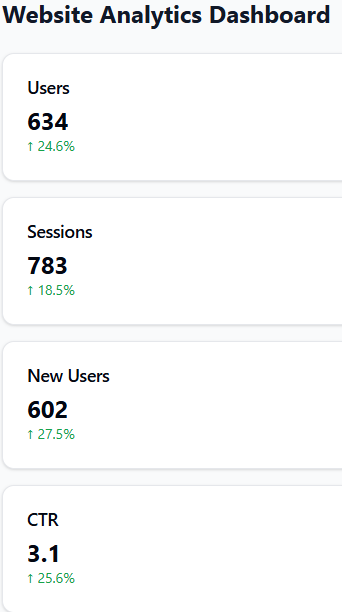 Website Analytics Dashboard
Users
634
↑ 24.6%
Sessions
783
↑ 18.5%
New Users
602
↑ 27.5%
CTR
3.1
↑ 25.6%